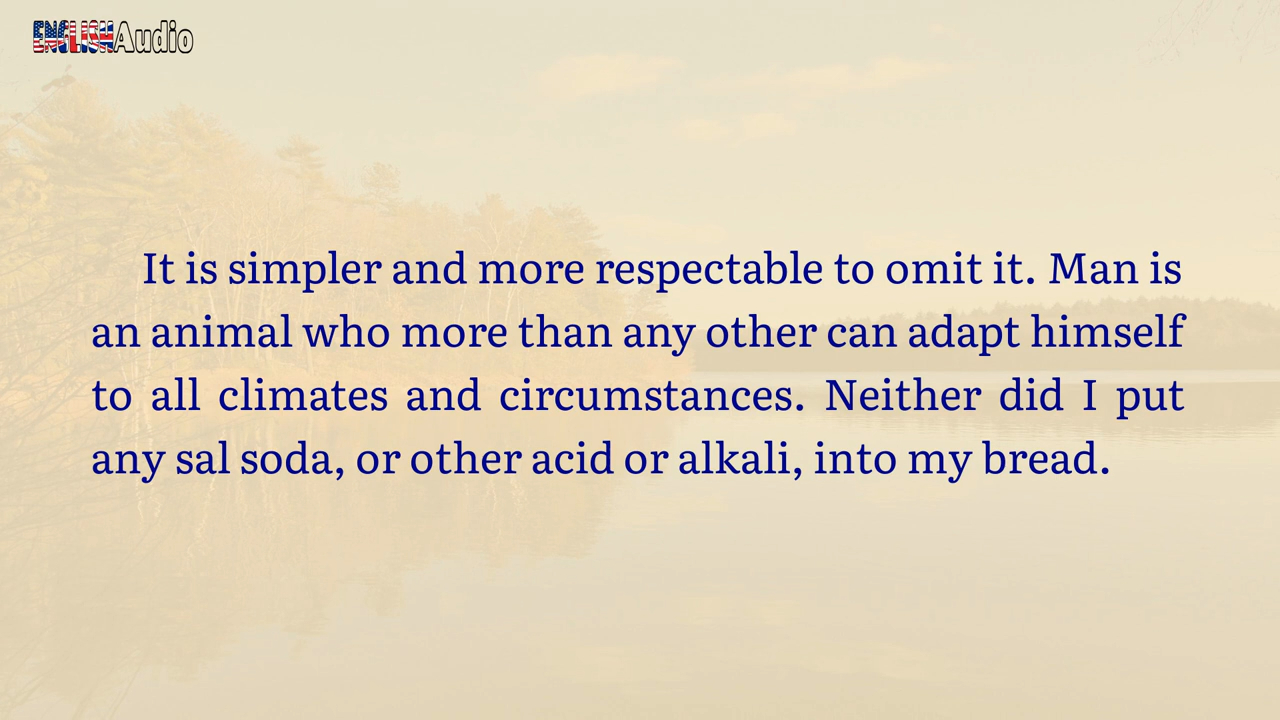 ENGLISHAudio
It is simpler and more respectable to omit it. Man is
an animal who more than any other can adapt himself
to all climates and circumstances. Neither did I put
any sal soda, or other acid or alkali, into my bread.